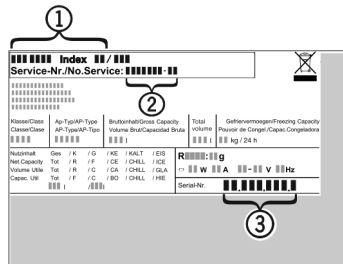 1
Index /
Service-Nr./No.Service: -
2
Klasse/Class Ap-Typ/AP-Type Bruttoinhalt/Gross Capacity Total Gefriervermoegen/Freezing Capacity
Classe/Clase AP-Type/AP-Tipo Volume Brut/Capacidad Bruta volume Pouvoir de Congel./Capac.Congeladora
l l kg / 24 h
Nutzinhalt Ges / K / G / KE / KALT / EIS
Net.Capacity Tot / R / F / CE / CHILL / ICE
Volume Utile Tot / R / C / CA / CHILL / GLA
Capac. Util Tot / F / C / BO / CHILL / HIE
l / l
R : g
W A - V Hz
Serial-Nr. . . .
3